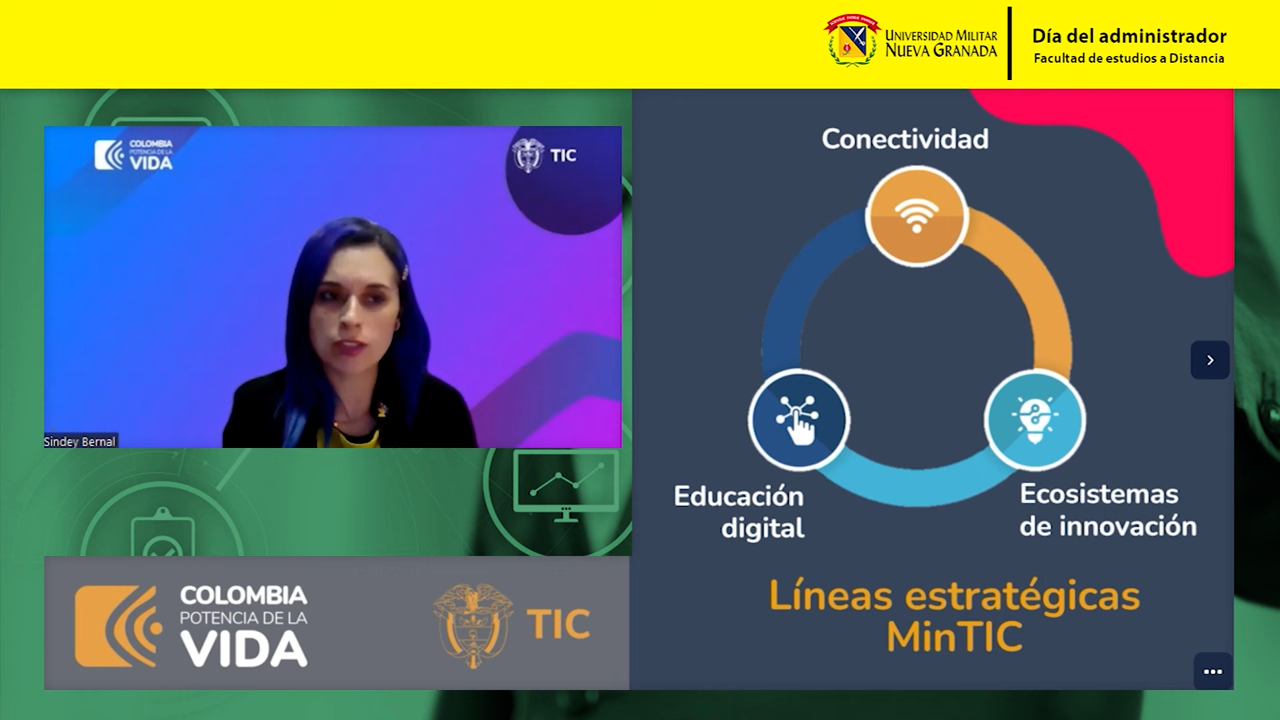 UNIVERSIDAD MILITAR
NUEVA GRANADA
Día del administrador
Facultad de estudios a Distancia
COLOMBIA
POTENCIA DE LA
VIDA
TIC
Sindey Bernal
Conectividad
Educación
digital
Ecosistemas
de innovación
Líneas estratégicas
MinTIC
COLOMBIA
POTENCIA DE LA
VIDA
TIC